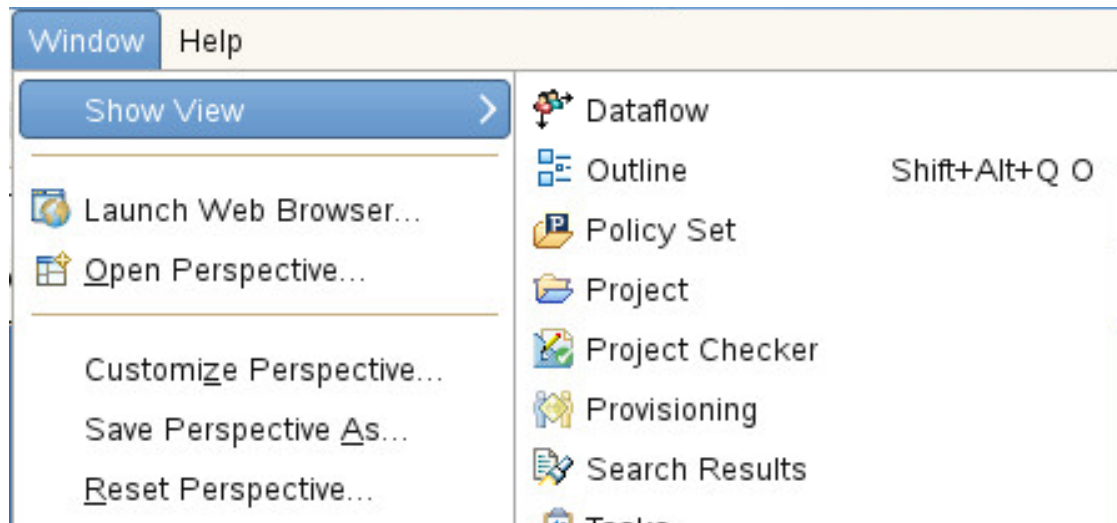 Window Help
Show View
Launch Web Browser...
Open Perspective...
Customize Perspective...
Save Perspective As...
Reset Perspective...
Dataflow
Outline Shift+Alt+Q O
Policy Set
Project
Project Checker
Provisioning
Search Results
Tasks